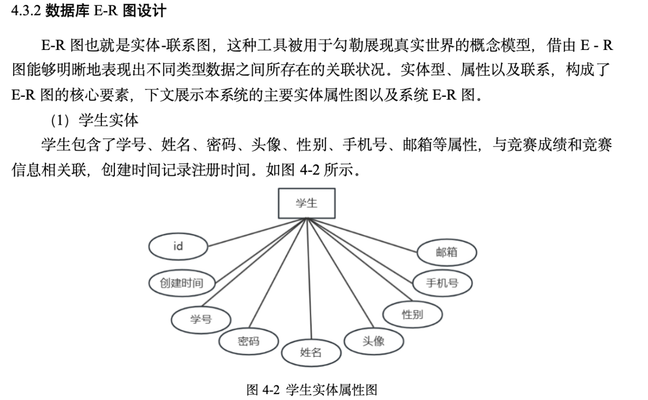 4.3.2 数据库 E-R 图设计
E-R 图也就是实体-联系图，这种工具被用于勾勒展现真实世界的概念模型，借由 E - R
图能够明晰地表现出不同类型数据之间所存在的关联状况。实体型、属性以及联系，构成了
E-R 图的核心要素，下文展示本系统的主要实体属性图以及系统 E-R 图。
（1）学生实体
学生包含了学号、姓名、密码、头像、性别、手机号、邮箱等属性，与竞赛成绩和竞赛
信息相关联，创建时间记录注册时间。如图 4-2 所示。
学生
id
邮箱
创建时间
手机号
学号
性别
密码
头像
姓名
图 4-2 学生实体属性图